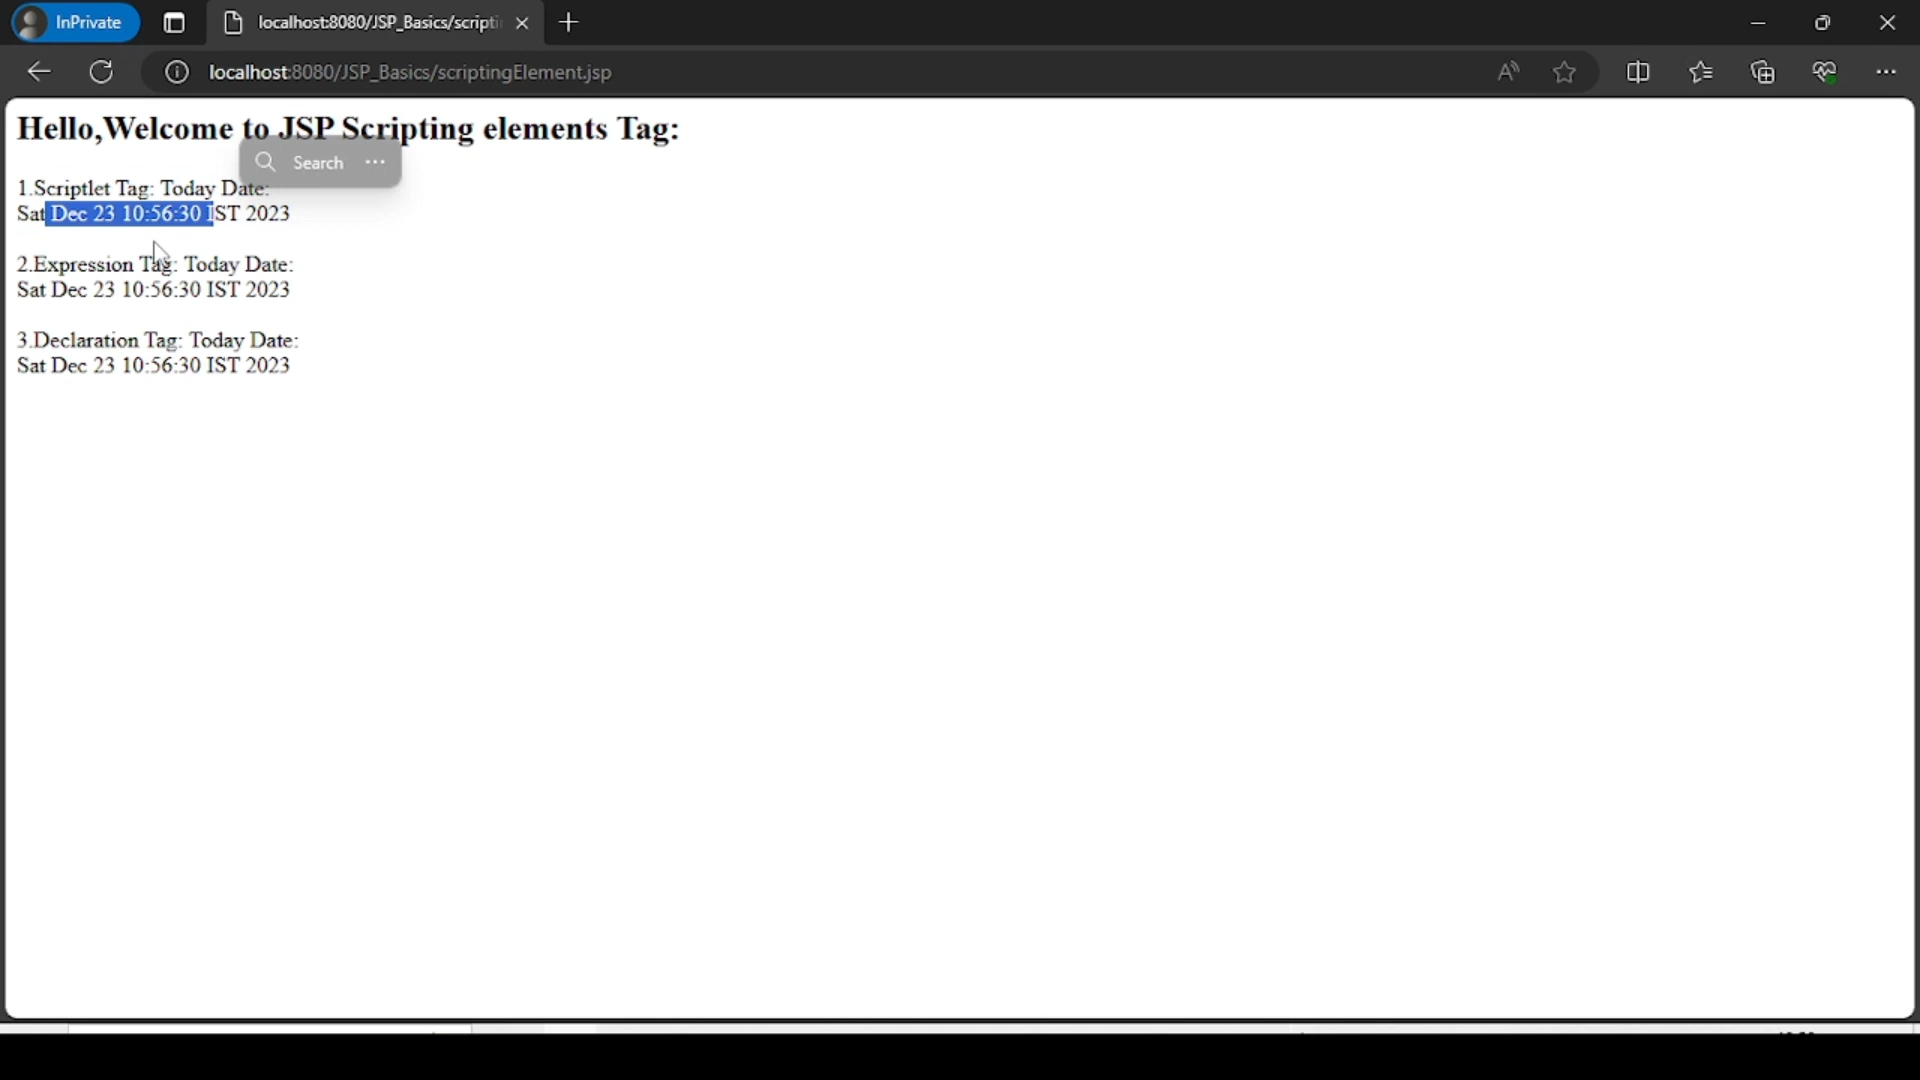 InPrivate
localhost:8080/JSP_Basics/scripti
localhost:8080/JSP_Basics/scriptingElement.jsp
Hello,Welcome to JSP Scripting elements Tag:
Search
1.Scriptlet Tag: Today Date:
Sat Dec 23 10:56:30 IST 2023
2.Expression Tag: Today Date:
Sat Dec 23 10:56:30 IST 2023
3.Declaration Tag: Today Date:
Sat Dec 23 10:56:30 IST 2023